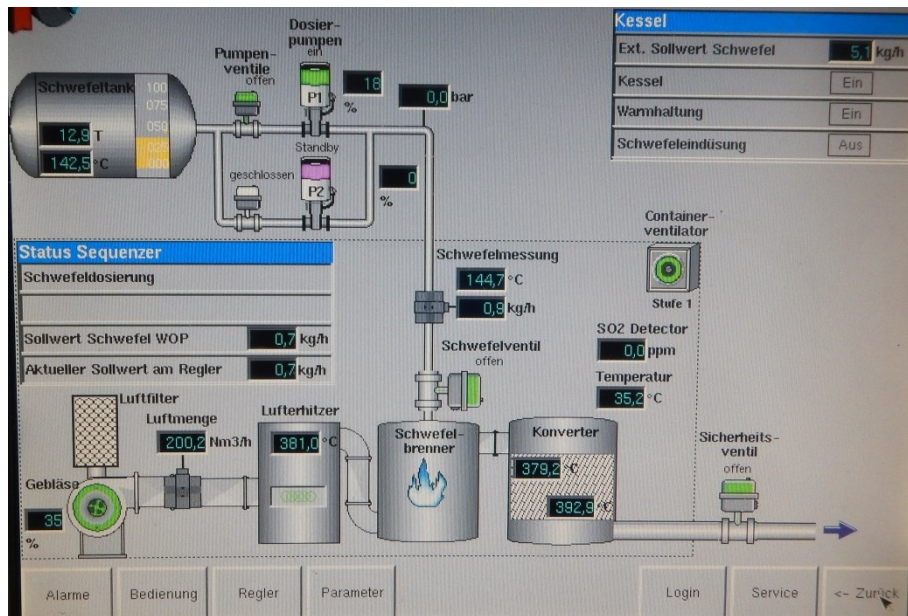 Kessel
Ext. Sollwert Schwefel 5,1 kg/h
Kessel Ein
Warmhaltung Ein
Schwefeleindüsung Aus
Dosier-
pumpen
ein
Pumpen-
ventile
offen
P1
18
%
0,0 bar
Schwefeltank
100
075
050
025
000
12,9 T
142,5 °C
Standby
geschlossen
P2
0
%
Container-
ventilator
Stufe 1
Status Sequenzer
Schwefeldosierung
Sollwert Schwefel WOP 0,7 kg/h
Aktueller Sollwert am Regler 0,7 kg/h
Schwefelmessung
144,7 °C
0,8 kg/h
Schwefelventil
offen
SO2 Detector
0,0 ppm
Temperatur
35,2 °C
Luftfilter
Luftmenge
200,2 Nm3/h
Lufterhitzer
381,0 °C
Schwefel-
brenner
Konverter
379,2 °C
392,9 °C
Sicherheits-
ventil
offen
Gebläse
35
%
Alarme
Bedienung
Regler
Parameter
Login
Service
<- Zurück